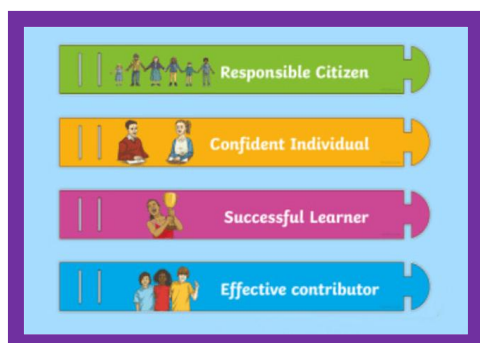 Responsible Citizen
Confident Individual
Successful Learner
Effective contributor